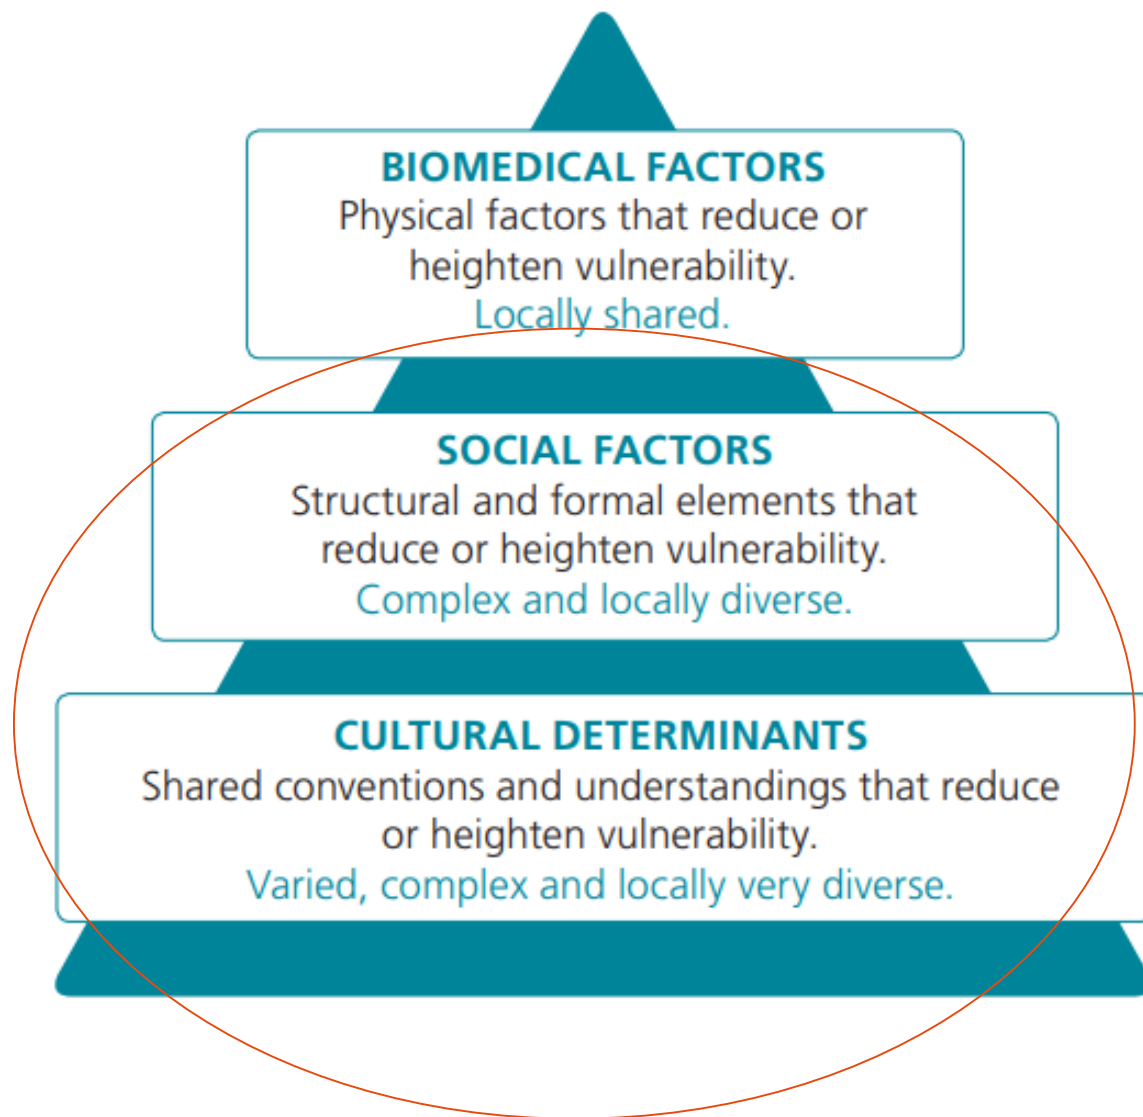 BIOMEDICAL FACTORS
Physical factors that reduce or
heighten vulnerability.
Locally shared.
SOCIAL FACTORS
Structural and formal elements that
reduce or heighten vulnerability.
Complex and locally diverse.
CULTURAL DETERMINANTS
Shared conventions and understandings that reduce
or heighten vulnerability.
Varied, complex and locally very diverse.